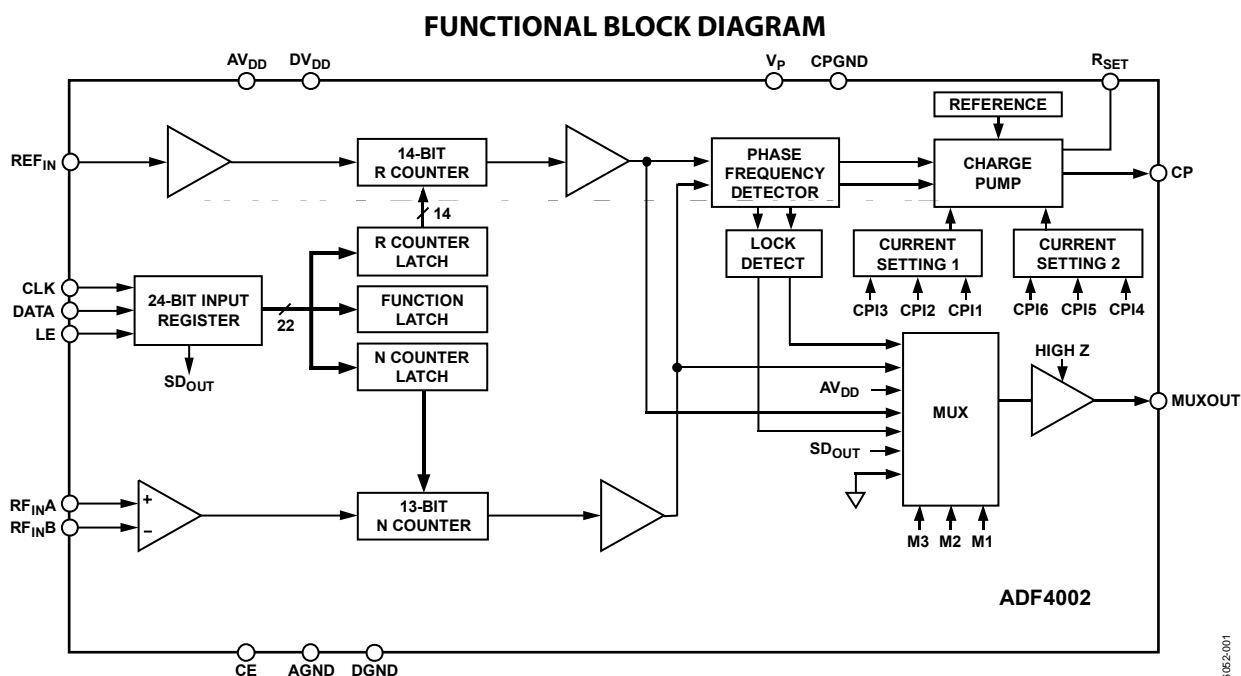 FUNCTIONAL BLOCK DIAGRAM
AVDD
DVDD
VP
CPGND
RSET
REFERENCE
REFIN
14-BIT
R COUNTER
PHASE
FREQUENCY
DETECTOR
CHARGE
PUMP
CP
14
R COUNTER
LATCH
LOCK
DETECT
CURRENT
SETTING 1
CURRENT
SETTING 2
CLK
DATA
LE
24-BIT INPUT
REGISTER
22
FUNCTION
LATCH
CPI3
CPI2
CPI1
CPI6
CPI5
CPI4
N COUNTER
LATCH
SDOUT
HIGH Z
AVDD
MUX
MUXOUT
SDOUT
RFINA
+
RFINB
–
13-BIT
N COUNTER
M3
M2
M1
ADF4002
CE
AGND
DGND